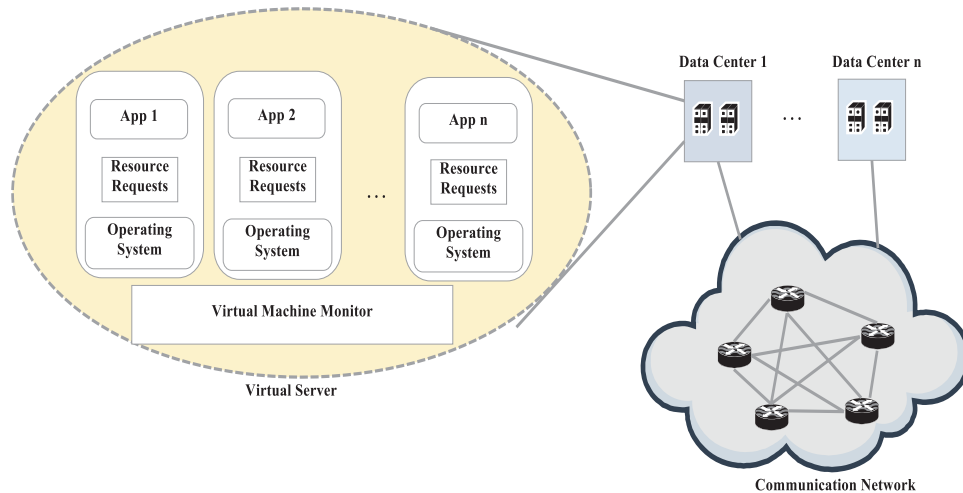 Data Center 1
Data Center n
App 1
App 2
App n
Resource
Requests
Resource
Requests
...
Resource
Requests
...
Operating
System
Operating
System
Operating
System
Virtual Machine Monitor
Virtual Server
Communication Network